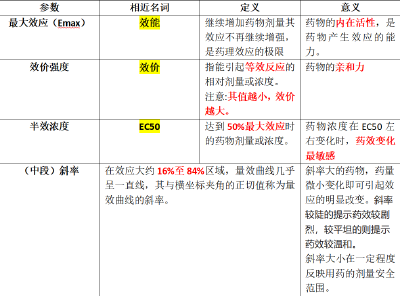 参数 相近名词 定义 意义
最大效应（Emax） 效能 继续增加药物剂量其效应不再继续增强，是药理效应的极限 药物的内在活性，是药物产生效应的能力。
效价强度 效价 指能引起等效反应的相对剂量或浓度。
注意:其值越小，效价越大。 药物的亲和力
半效浓度 EC50 达到 50%最大效应时的药物剂量或浓度。 药物浓度在 EC50 左右变化时，药效变化最敏感
（中段）斜率 在效应大约 16%至 84%区域，量效曲线几乎呈一直线，其与横坐标夹角的正切值称为量效曲线的斜率。 斜率大的药物，药量微小变化即可引起效应的明显改变。斜率较陡的提示药效较剧烈，较平坦的则提示药效较温和。
斜率大小在一定程度反映用药的剂量安全范围。